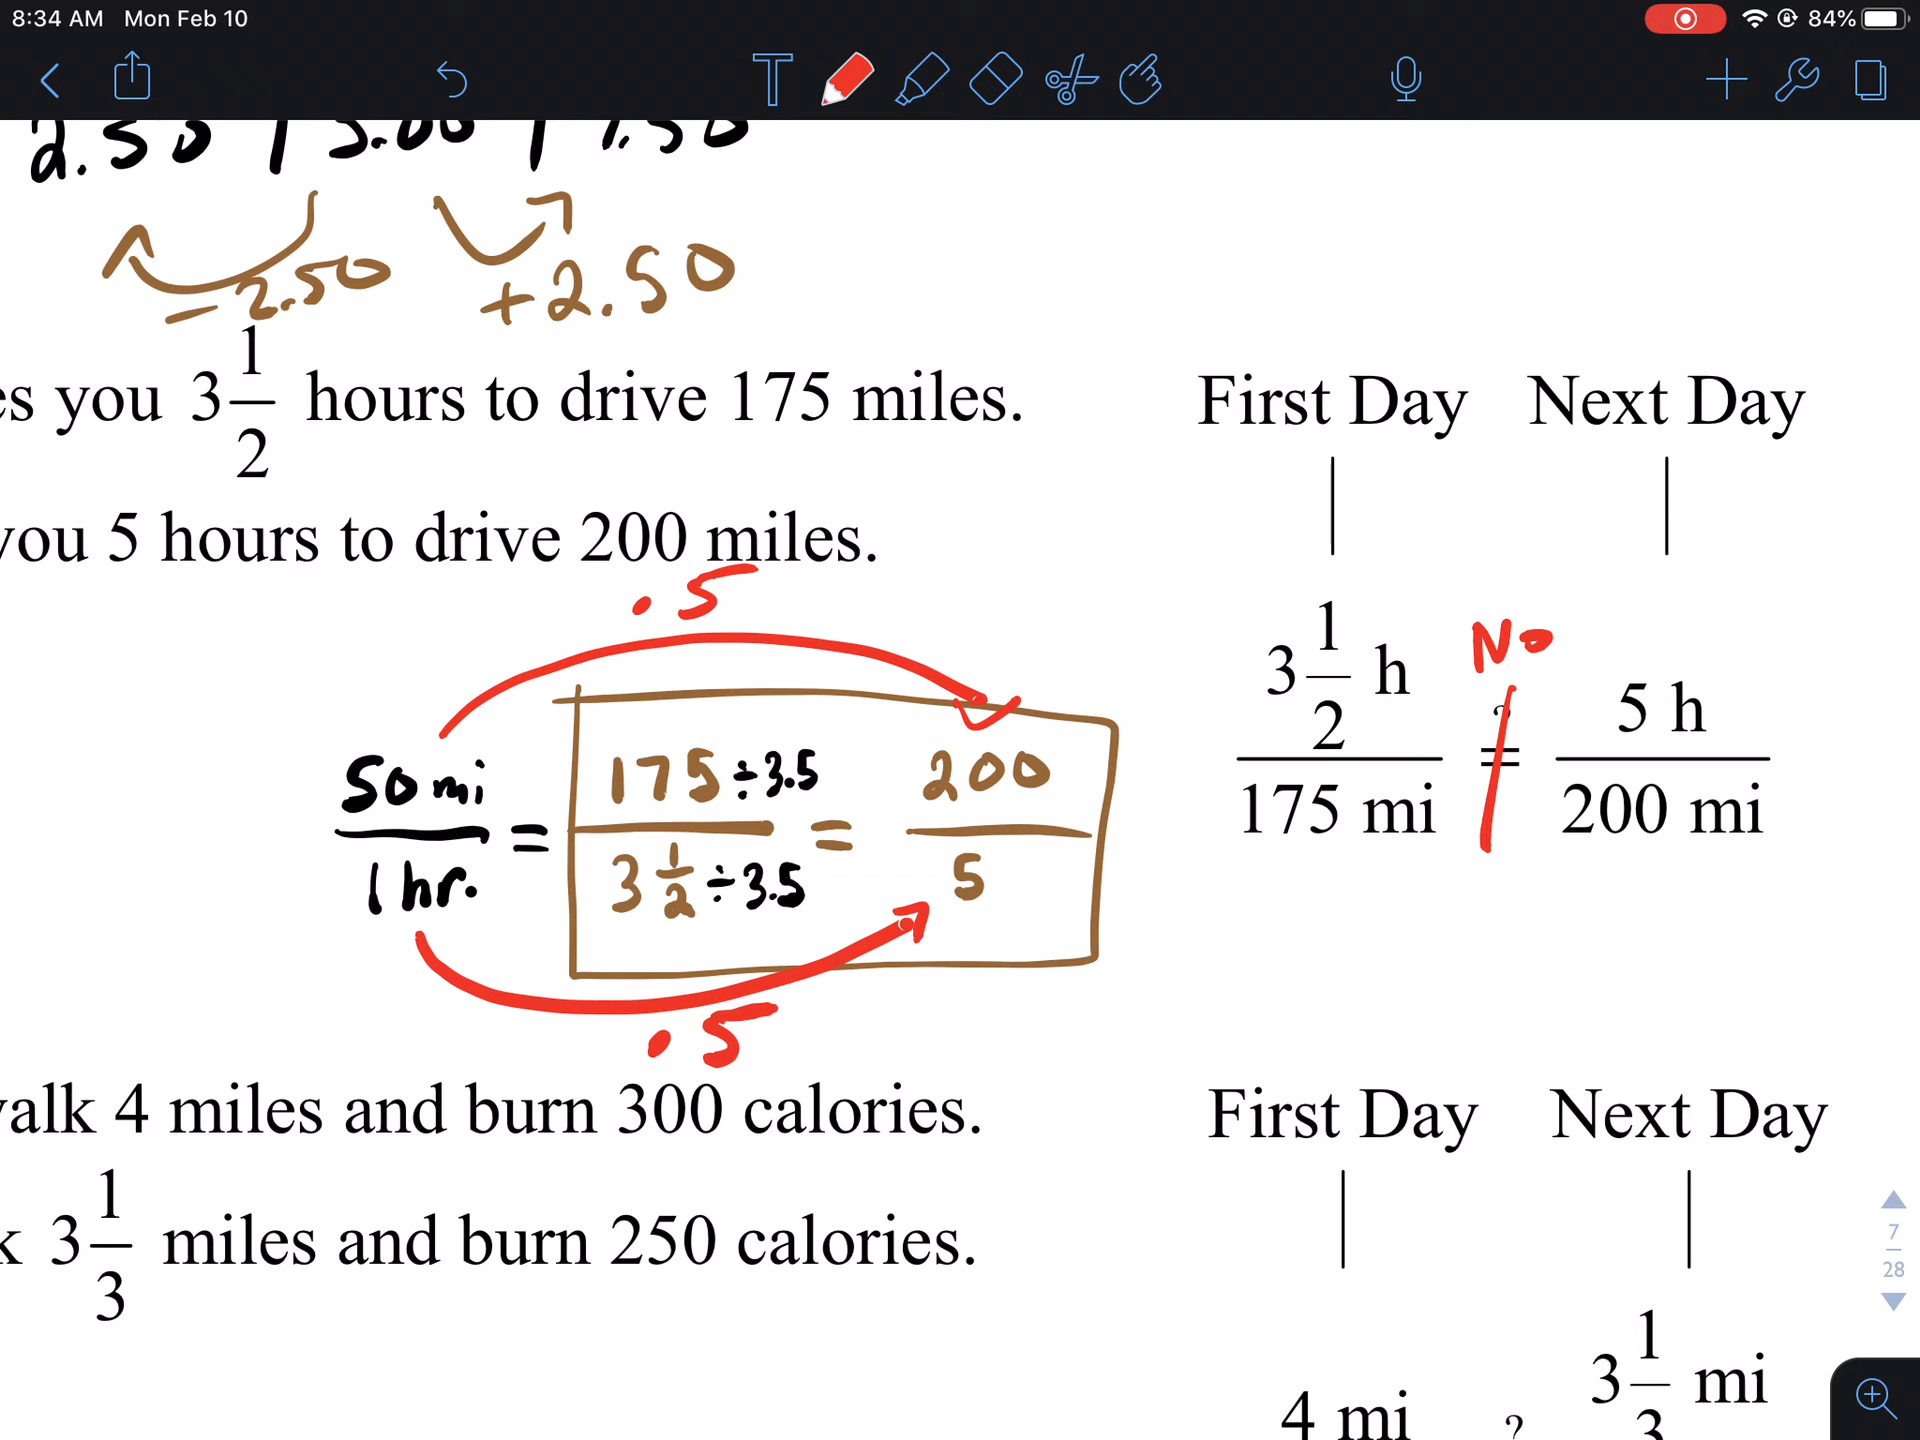 8:34 AM Mon Feb 10
84%
T
2.50 | 5.00 | 7.50
- 2.50 +2.50
es you 3 1/2 hours to drive 175 miles.
you 5 hours to drive 200 miles.
First Day Next Day
3 1/2 h / 175 mi ? = 5 h / 200 mi
No
· 5
50 mi / 1 hr. = 175 ÷ 3.5 / 3 1/2 ÷ 3.5 = 200 / 5
· 5
walk 4 miles and burn 300 calories.
k 3 1/3 miles and burn 250 calories.
First Day Next Day
4 mi ? 3 1/3 mi
7
28